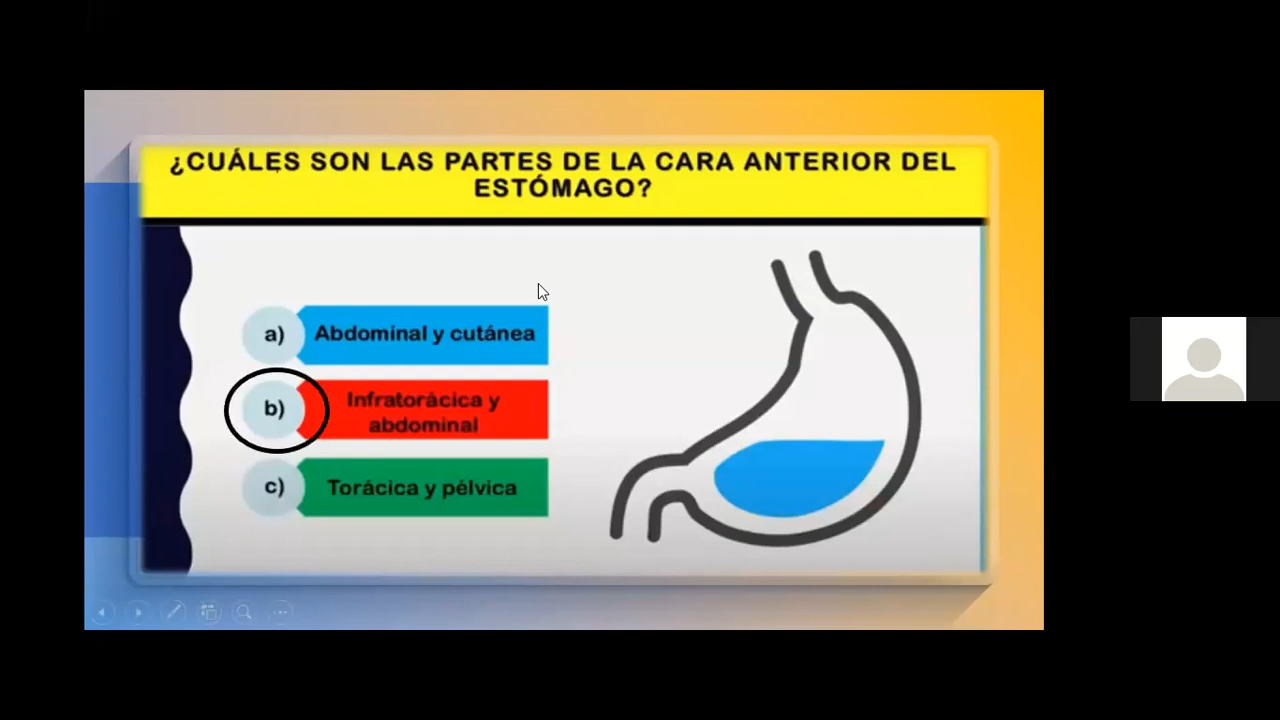 ¿CUÁLES SON LAS PARTES DE LA CARA ANTERIOR DEL
ESTÓMAGO?
a) Abdominal y cutánea
b) Infratorácica y
abdominal
c) Torácica y pélvica